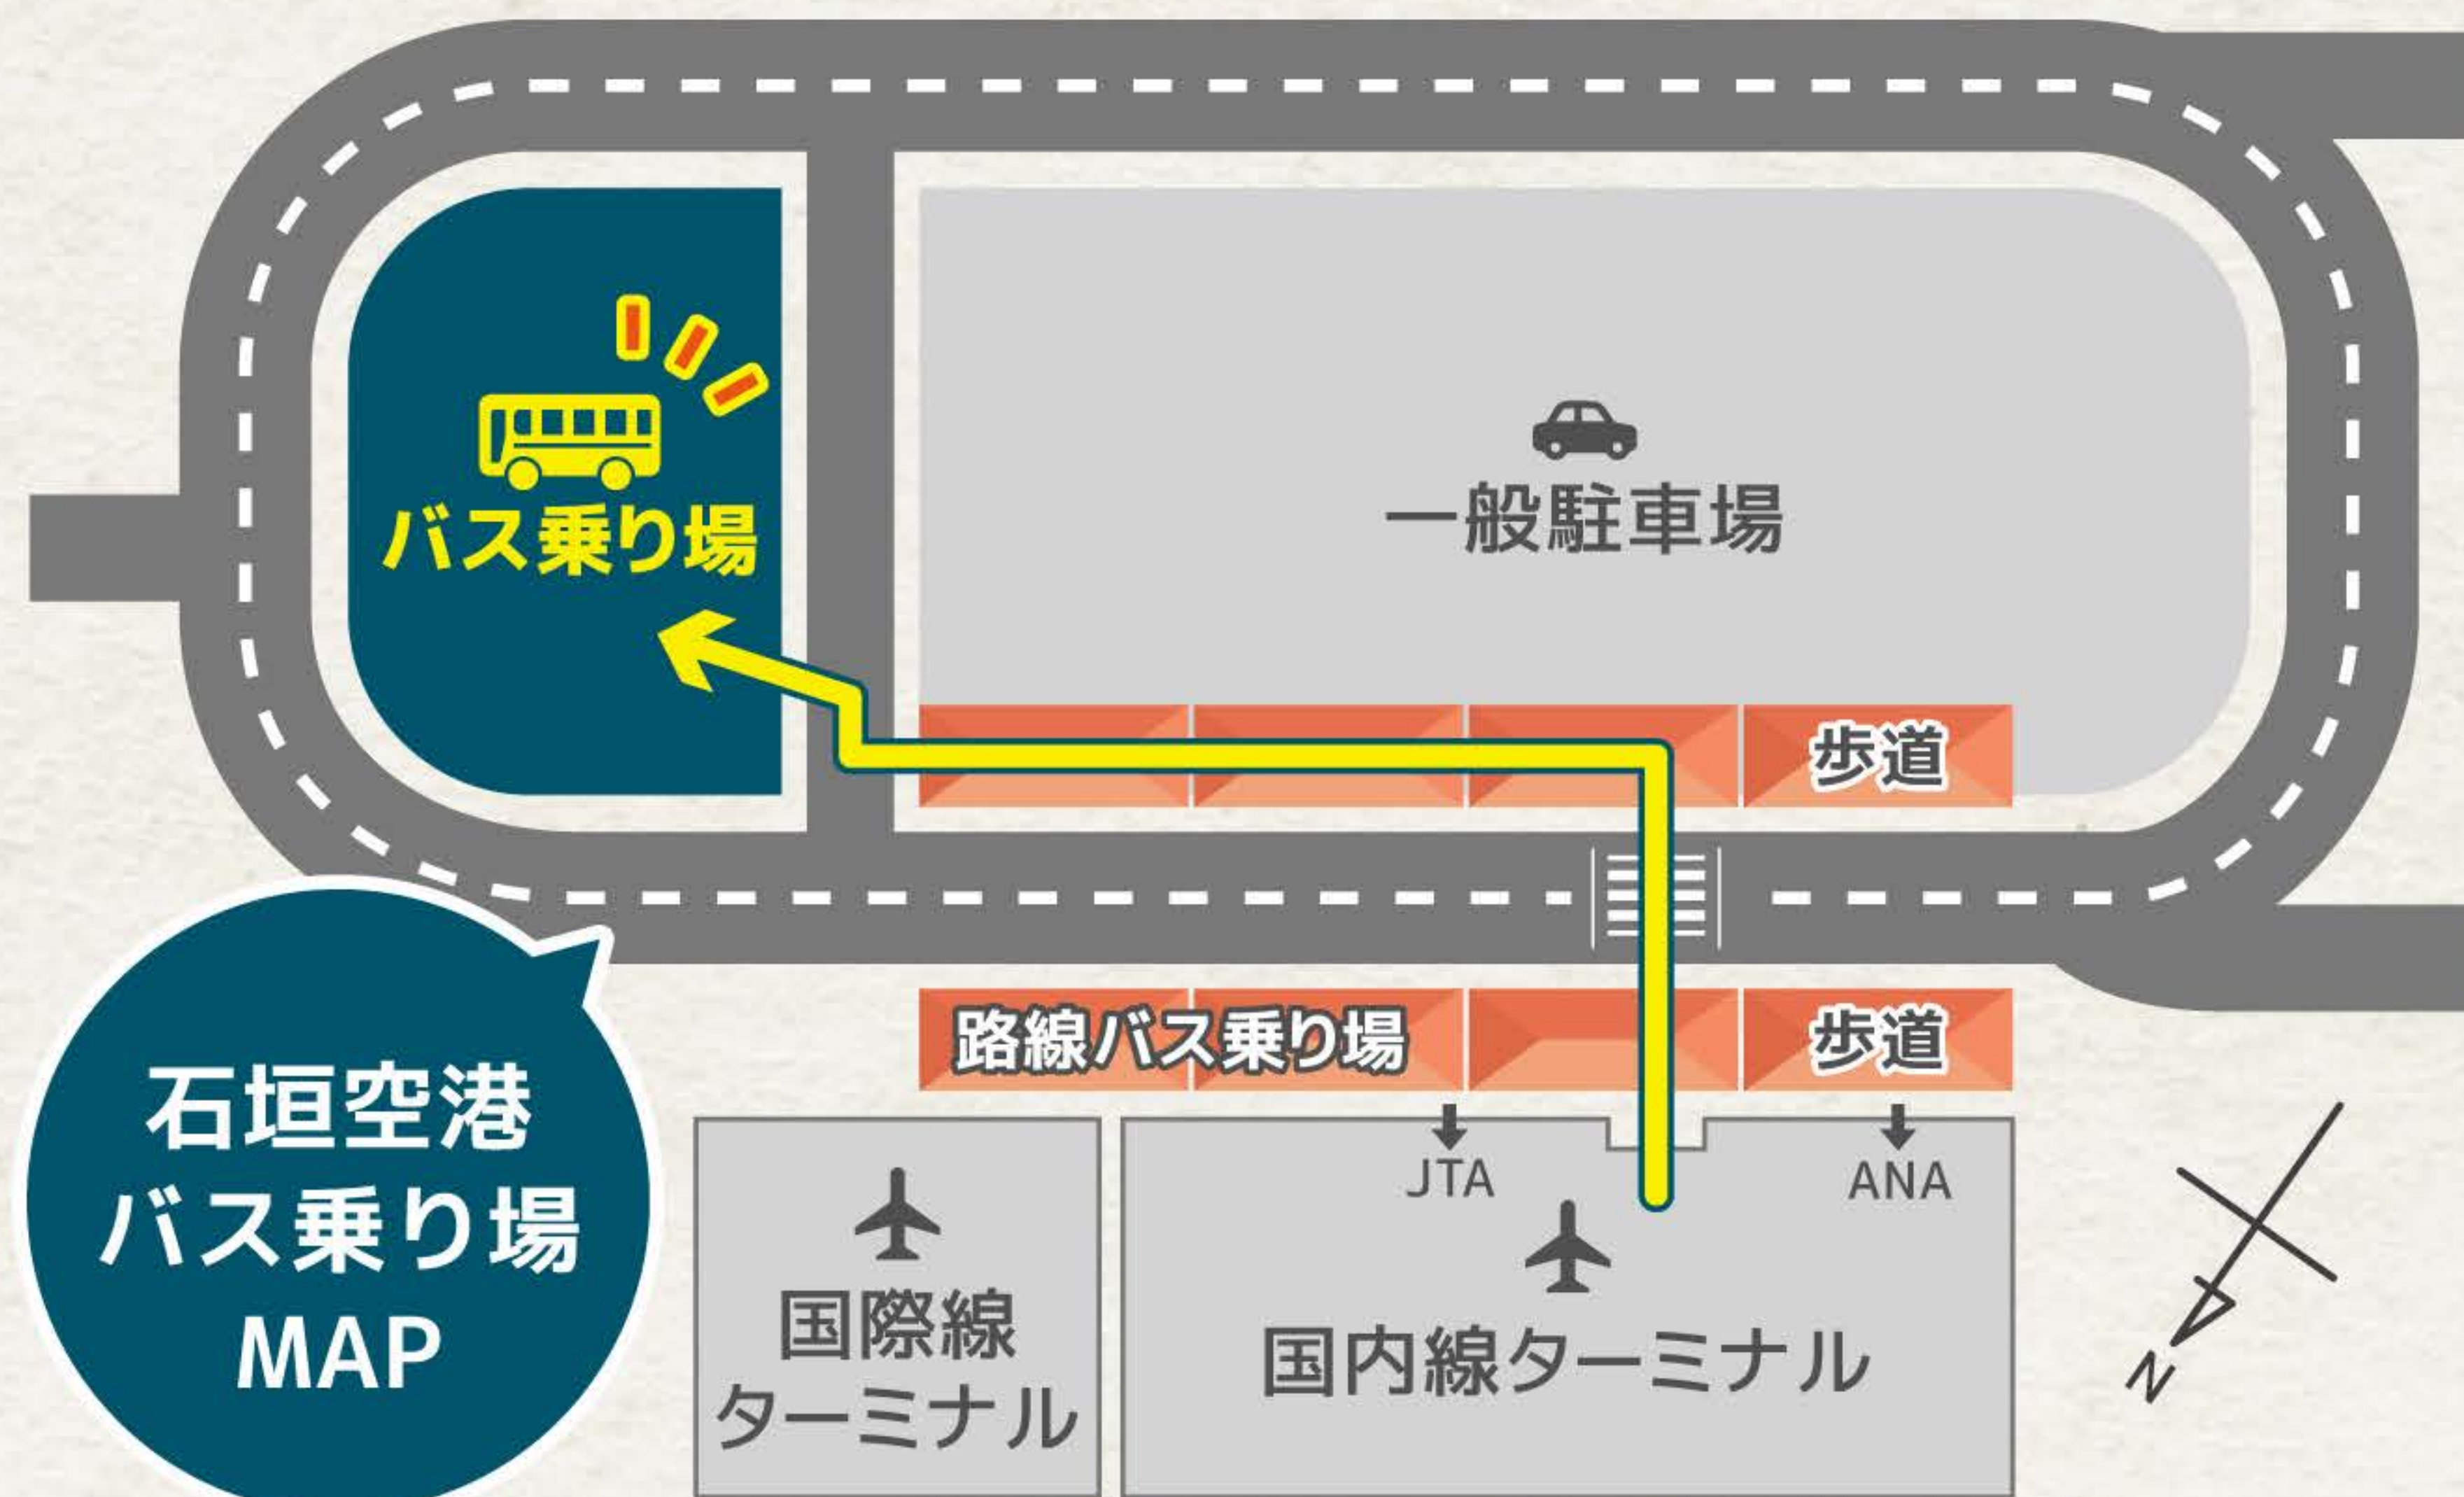 バス乗り場
一般駐車場
歩道
路線バス乗り場
歩道
石垣空港
バス乗り場
MAP
JTA
ANA
国際線
ターミナル
国内線ターミナル
N